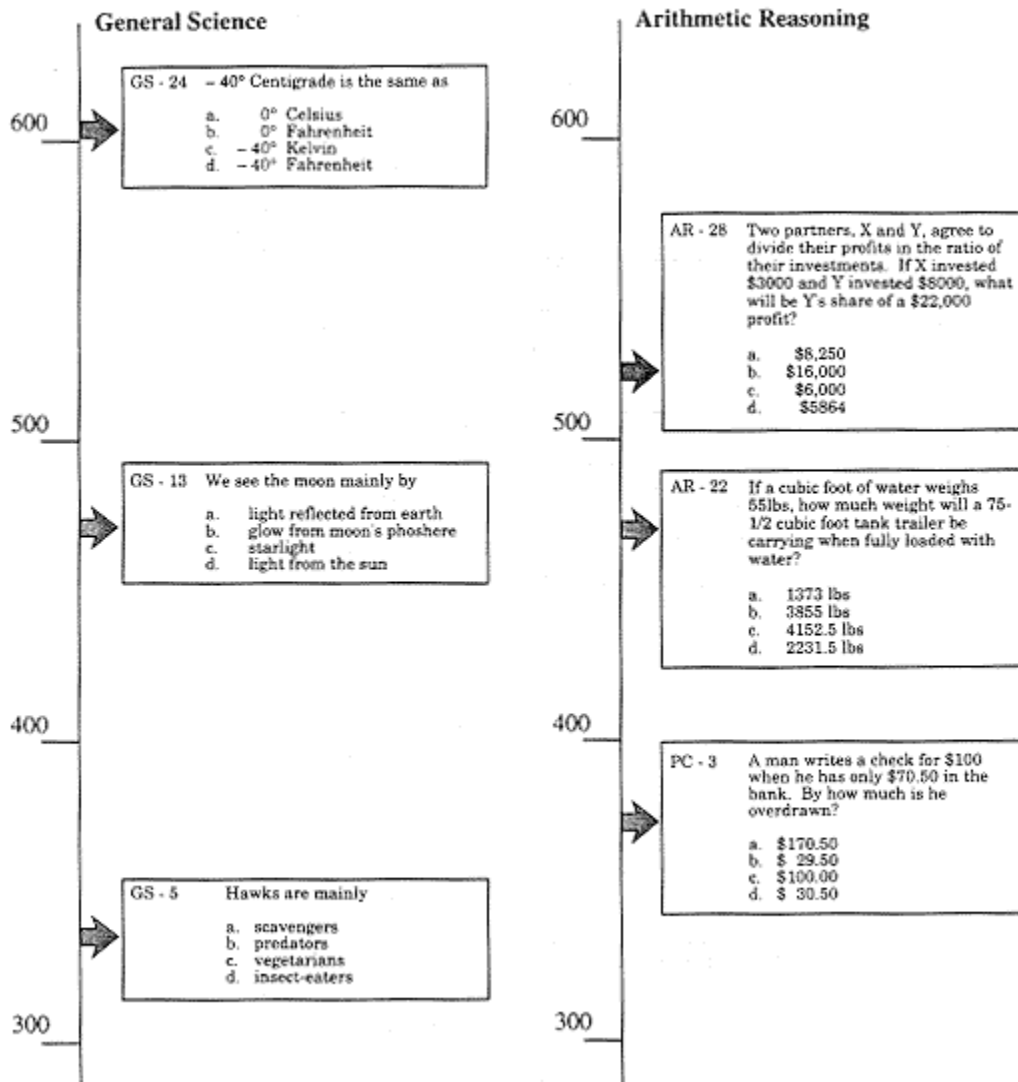 General Science
600
GS - 24 - 40° Centigrade is the same as
a. 0° Celsius
b. 0° Fahrenheit
c. - 40° Kelvin
d. - 40° Fahrenheit
500
GS - 13 We see the moon mainly by
a. light reflected from earth
b. glow from moon's phoshere
c. starlight
d. light from the sun
400
GS - 5 Hawks are mainly
a. scavengers
b. predators
c. vegetarians
d. insect-eaters
300
Arithmetic Reasoning
600
AR - 28 Two partners, X and Y, agree to
divide their profits in the ratio of
their investments. If X invested
$3000 and Y invested $8000, what
will be Y's share of a $22,000
profit?
a. $8,250
b. $16,000
c. $6,000
d. $5864
500
AR - 22 If a cubic foot of water weighs
55lbs, how much weight will a 75-
1/2 cubic foot tank trailer be
carrying when fully loaded with
water?
a. 1373 lbs
b. 3855 lbs
c. 4152.5 lbs
d. 2231.5 lbs
400
PC - 3 A man writes a check for $100
when he has only $70.50 in the
bank. By how much is he
overdrawn?
a. $170.50
b. $ 29.50
c. $100.00
d. $ 30.50
300